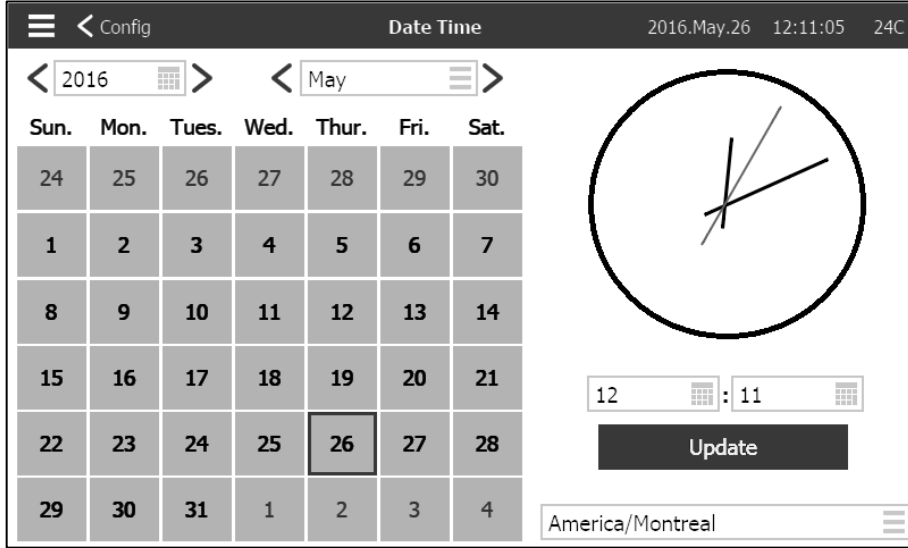 Config Date Time 2016.May.26 12:11:05 24C
2016 May
Sun. Mon. Tues. Wed. Thur. Fri. Sat.
24 25 26 27 28 29 30
1 2 3 4 5 6 7
8 9 10 11 12 13 14
15 16 17 18 19 20 21
12 : 11
22 23 24 25 26 27 28
Update
29 30 31 1 2 3 4
America/Montreal